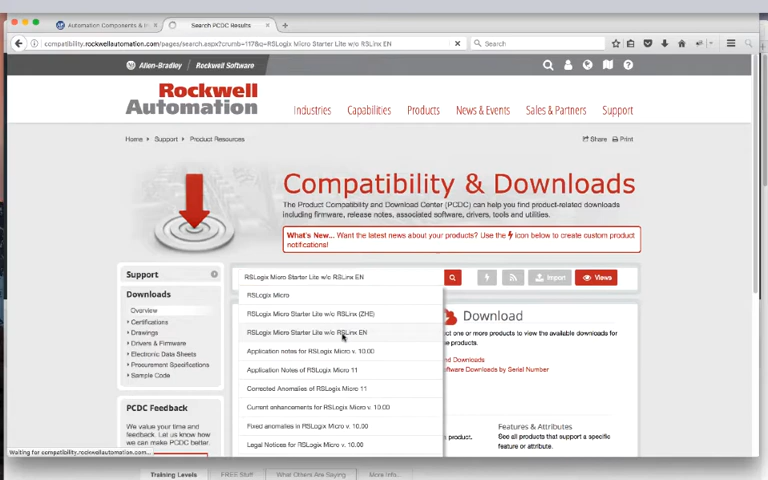 Automation Components & H
Search PCDC Results
compatibility.rockwellautomation.com/pages/search.aspx?crumb=117&q=RSLogix Micro Starter Lite w/o RSLinx EN
Search
Allen-Bradley
Rockwell Software
Rockwell
Automation
Industries
Capabilities
Products
News & Events
Sales & Partners
Support
Home
Support
Product Resources
Share
Print
Compatibility & Downloads
The Product Compatibility and Download Center (PCDC) can help you find product-related downloads
including firmware, release notes, associated software, drivers, tools and utilities.
What's New... Want the latest news about your products? Use the icon below to create custom product
notifications!
Support
RSLogix Micro Starter Lite w/o RSLinx EN
Import
Views
Downloads
Overview
Certifications
Drawings
Drivers & Firmware
Electronic Data Sheets
Procurement Specifications
Sample Code
RSLogix Micro
RSLogix Micro Starter Lite w/o RSLinx (ZHE)
RSLogix Micro Starter Lite w/o RSLinx EN
Application notes for RSLogix Micro v. 10.00
Application Notes of RSLogix Micro 11
Corrected Anomalies of RSLogix Micro 11
Current enhancements for RSLogix Micro v. 10.00
Fixed anomalies in RSLogix Micro v. 10.00
Legal Notices for RSLogix Micro v. 10.00
Download
ct one or more products to view the available downloads for
he products.
nd Downloads
oftware Downloads by Serial Number
PCDC Feedback
We value your time and
feedback. Let us know how
we can make PCDC better.
product.
Features & Attributes
See all products that support a specific
feature or attribute.
Waiting for compatibility.rockwellautomation.com...
Training Levels
FREE Stuff
What Others Are Saying
More Info...